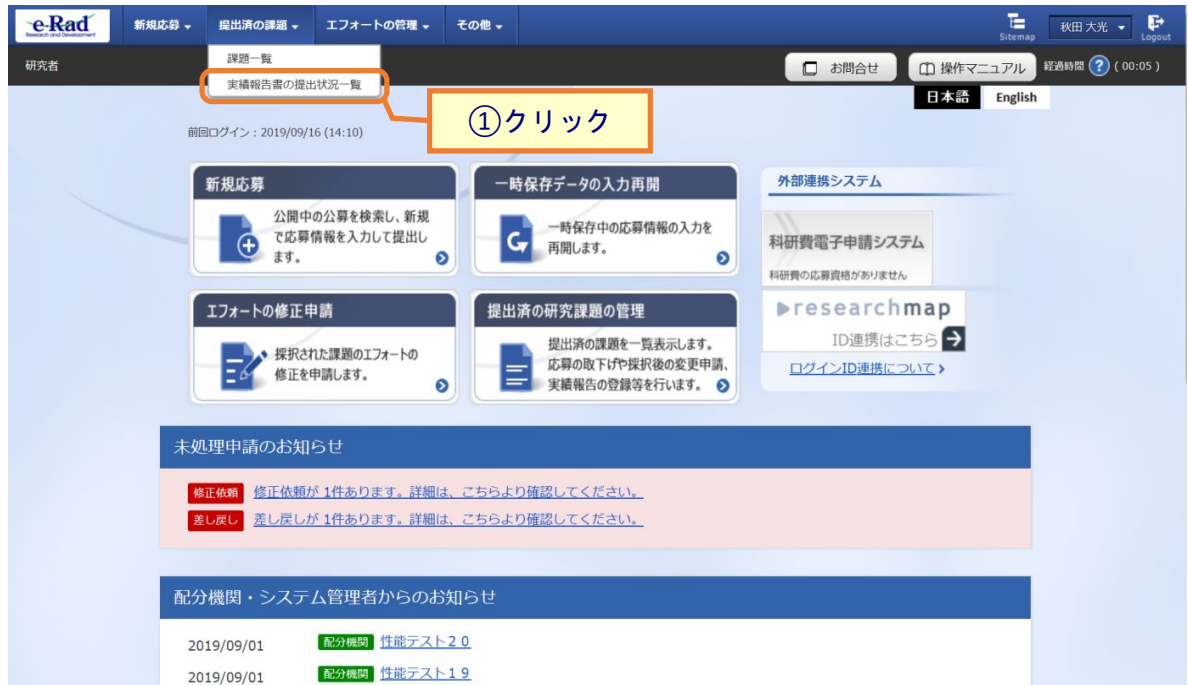 e-Rad
Research and Development
新規応募
提出済の課題
エフォートの管理
その他
Sitemap
秋田 大光
Logout
研究者
課題一覧
実績報告書の提出状況一覧
お問合せ
操作マニュアル
経過時間 ? ( 00:05 )
日本語 English
①クリック
前回ログイン : 2019/09/16 (14:10)
新規応募
公開中の公募を検索し、新規
で応募情報を入力して提出し
ます。
一時保存データの入力再開
一時保存中の応募情報の入力を
再開します。
外部連携システム
科研費電子申請システム
科研費の応募資格がありません
エフォートの修正申請
採択された課題のエフォートの
修正を申請します。
提出済の研究課題の管理
提出済の課題を一覧表示します。
応募の取下げや採択後の変更申請、
実績報告の登録等を行います。
researchmap
ID連携はこちら
ログインID連携について
未処理申請のお知らせ
修正依頼 修正依頼が 1件あります。詳細は、こちらより確認してください。
差し戻し 差し戻しが 1件あります。詳細は、こちらより確認してください。
配分機関・システム管理者からのお知らせ
2019/09/01 配分機関 性能テスト２０
2019/09/01 配分機関 性能テスト１９